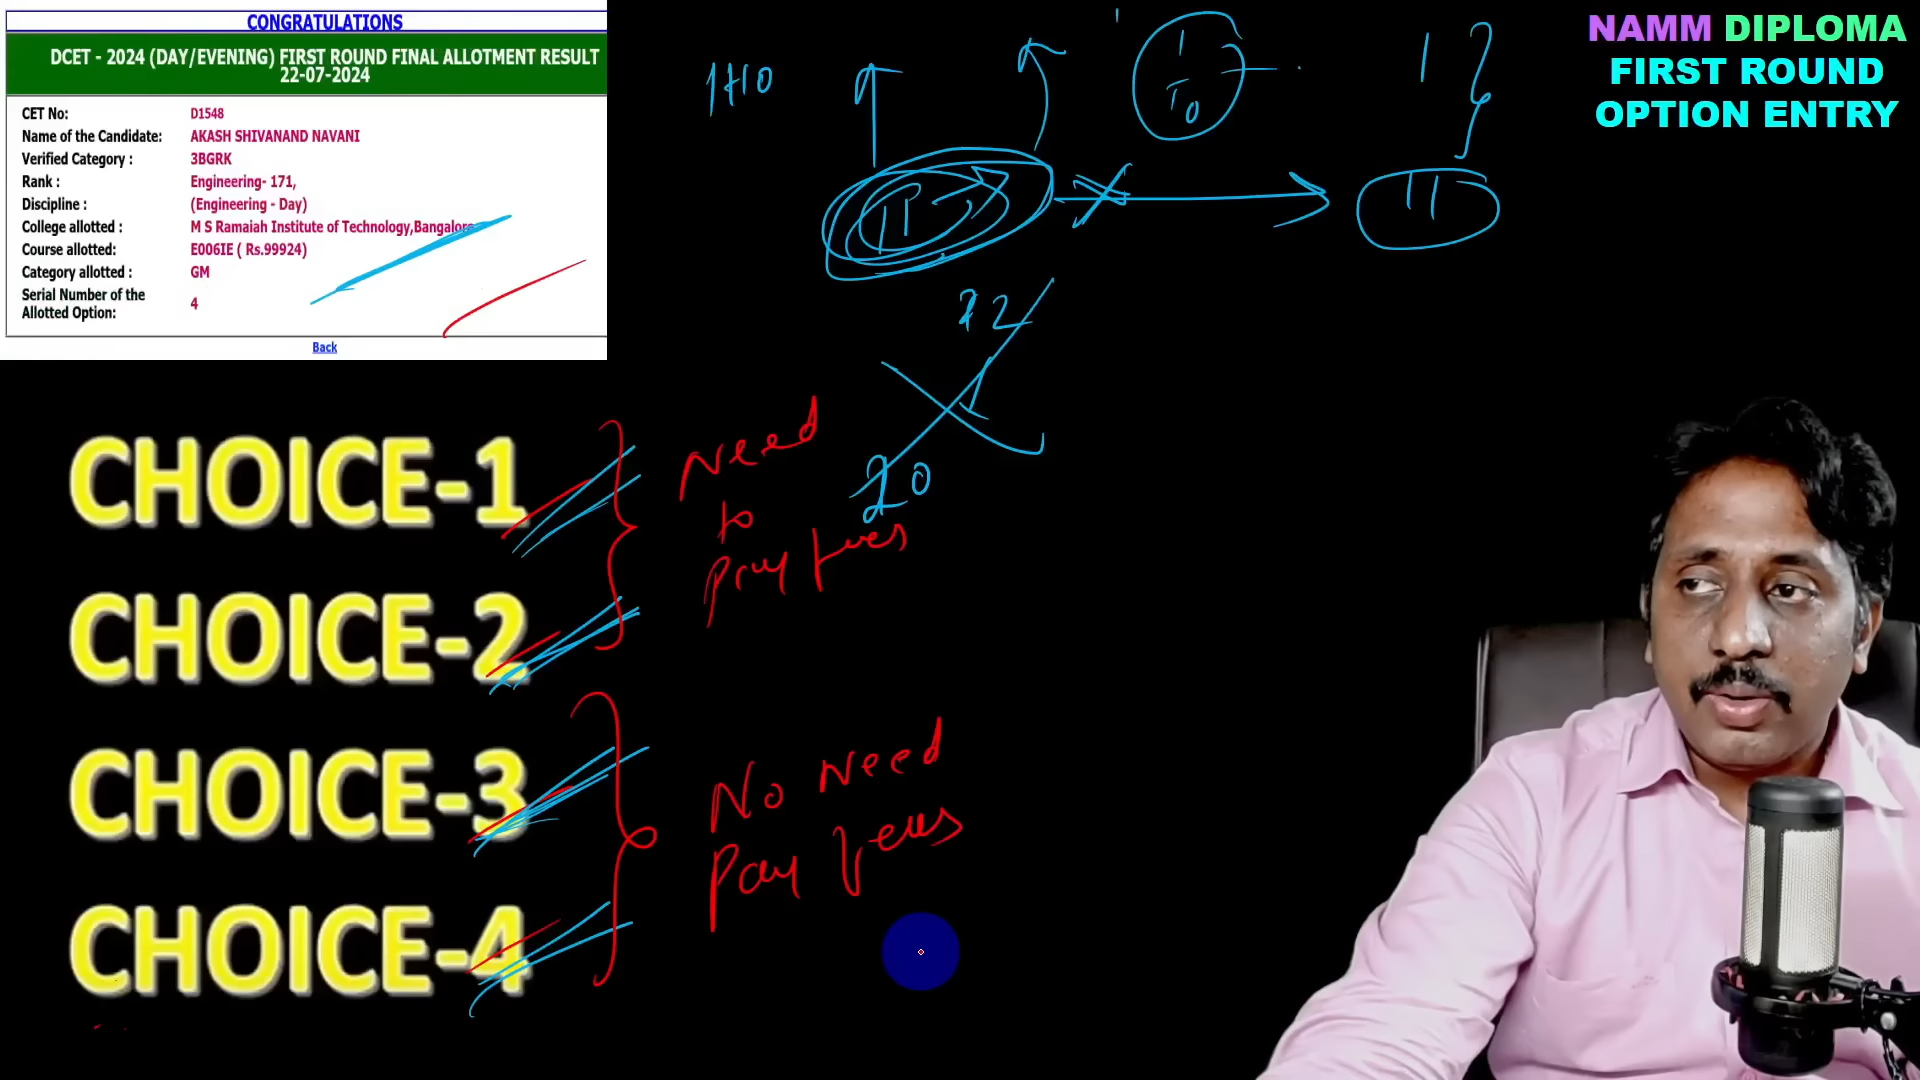 CONGRATULATIONS
DCET - 2024 (DAY/EVENING) FIRST ROUND FINAL ALLOTMENT RESULT
22-07-2024
CET No: D1548
Name of the Candidate: AKASH SHIVANAND NAVANI
Verified Category : 3BGRK
Rank : Engineering- 171,
Discipline : (Engineering - Day)
College allotted : M S Ramaiah Institute of Technology,Bangalore
Course allotted: E006IE ( Rs.99924)
Category allotted : GM
Serial Number of the
Allotted Option: 4
Back
NAMM DIPLOMA
FIRST ROUND
OPTION ENTRY
1
To
11
12
20
CHOICE-1
CHOICE-2
Need
to
Pay fees
CHOICE-3
CHOICE-4
No Need
Pay fees